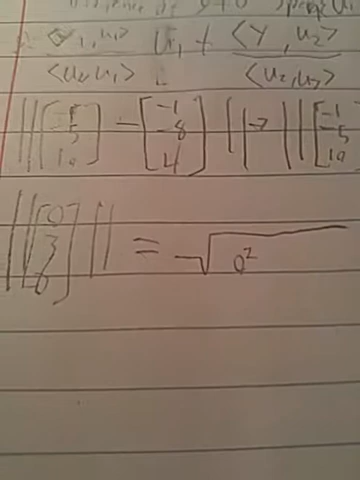 <y, u₁> u₁ + <y, u₂>
<u₁, u₁> <u₂, u₂>
|| [-1 -5 10] - [-1 -8 4] || → || [-1 -5 10]
|| [0 3 6] || = √ 0²